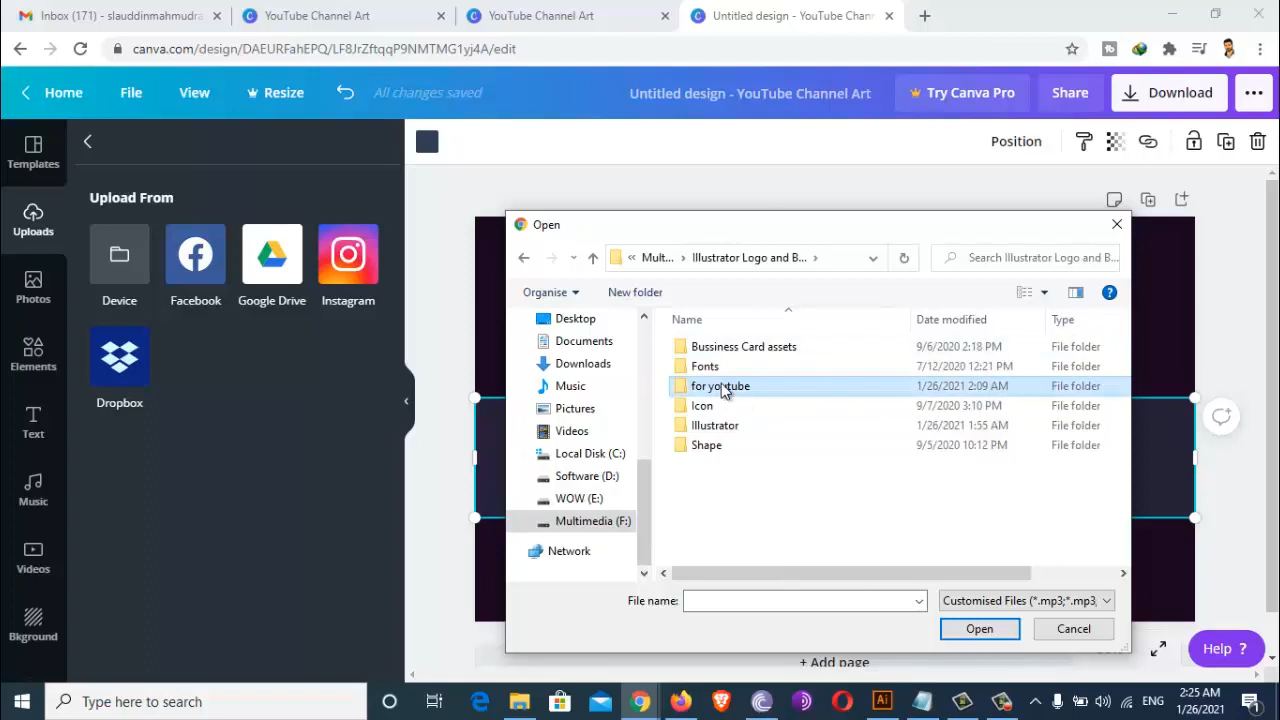 Inbox (171) - slauddinmahmudra
YouTube Channel Art
YouTube Channel Art
Untitled design - YouTube Chann
canva.com/design/DAEURFahEPQ/LF8JrZftqqP9NMTMG1yj4A/edit
Home
File
View
Resize
All changes saved
Untitled design - YouTube Channel Art
Try Canva Pro
Share
Download
Position
Templates
Uploads
Photos
Elements
Text
Music
Videos
Bkground
Upload From
Device
Facebook
Google Drive
Instagram
Dropbox
Open
« Mult... › Illustrator Logo and B... ›
Search Illustrator Logo and B...
Organise
New folder
Desktop
Documents
Downloads
Music
Pictures
Videos
Local Disk (C:)
Software (D:)
WOW (E:)
Multimedia (F:)
Network
Name Date modified Type
Bussiness Card assets 9/6/2020 2:18 PM File folder
Fonts 7/12/2020 12:21 PM File folder
for youtube 1/26/2021 2:09 AM File folder
Icon 9/7/2020 3:10 PM File folder
Illustrator 1/26/2021 1:55 AM File folder
Shape 9/5/2020 10:12 PM File folder
File name:
Customised Files (*.mp3;*.mp3,
Open
Cancel
+ Add page
Help ?
Type here to search
Ai
ENG
2:25 AM
1/26/2021
1